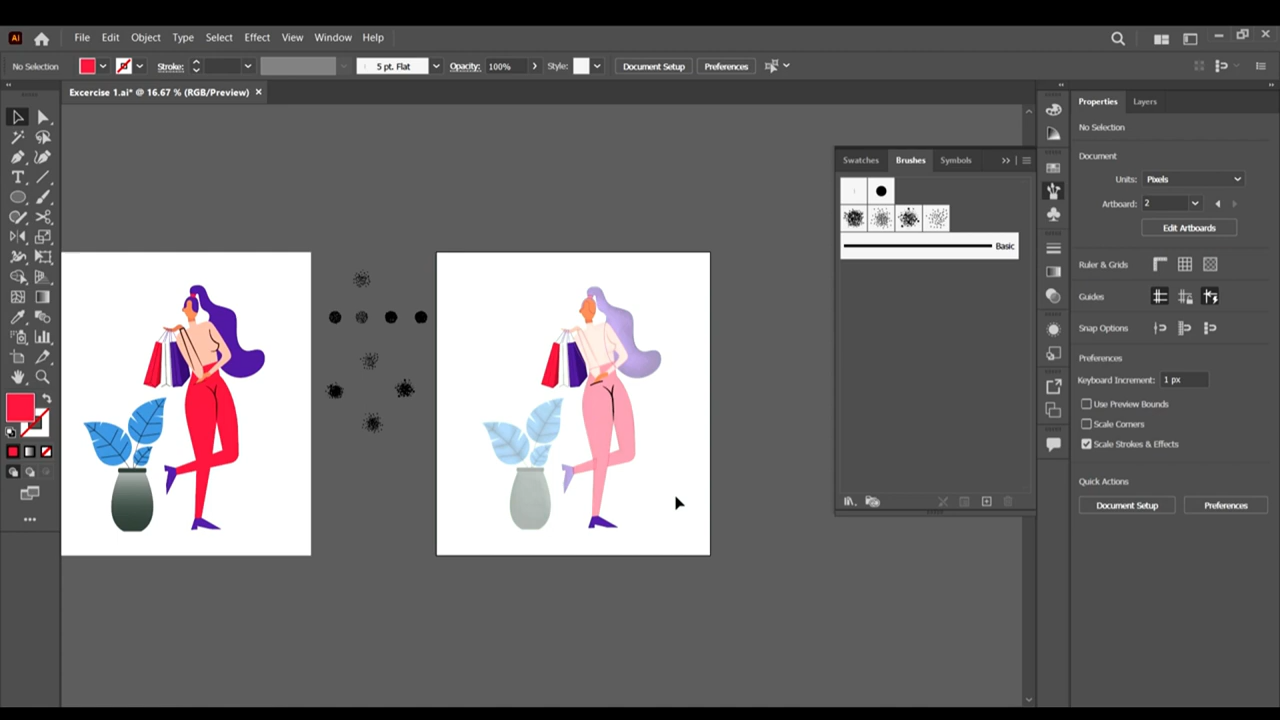 Ai File Edit Object Type Select Effect View Window Help
No Selection Stroke: 5 pt. Flat Opacity: 100% Style: Document Setup Preferences
Excercise 1.ai* @ 16.67 % (RGB/Preview) ×
Properties Layers
No Selection
Document
Units: Pixels
Artboard: 2
Edit Artboards
Ruler & Grids
Guides
Snap Options
Preferences
Keyboard Increment: 1 px
Use Preview Bounds
Scale Corners
Scale Strokes & Effects
Quick Actions
Document Setup Preferences
Swatches Brushes Symbols
Basic